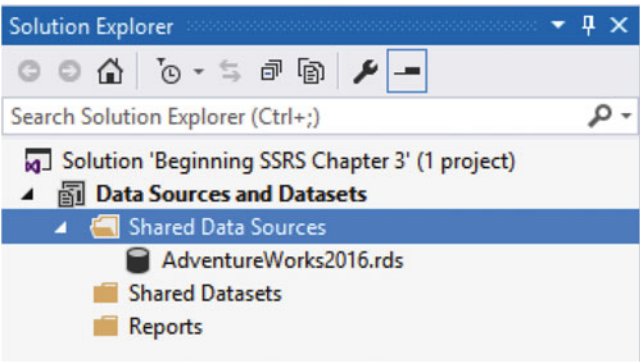 Solution Explorer
Search Solution Explorer (Ctrl+;)
Solution 'Beginning SSRS Chapter 3' (1 project)
Data Sources and Datasets
Shared Data Sources
AdventureWorks2016.rds
Shared Datasets
Reports